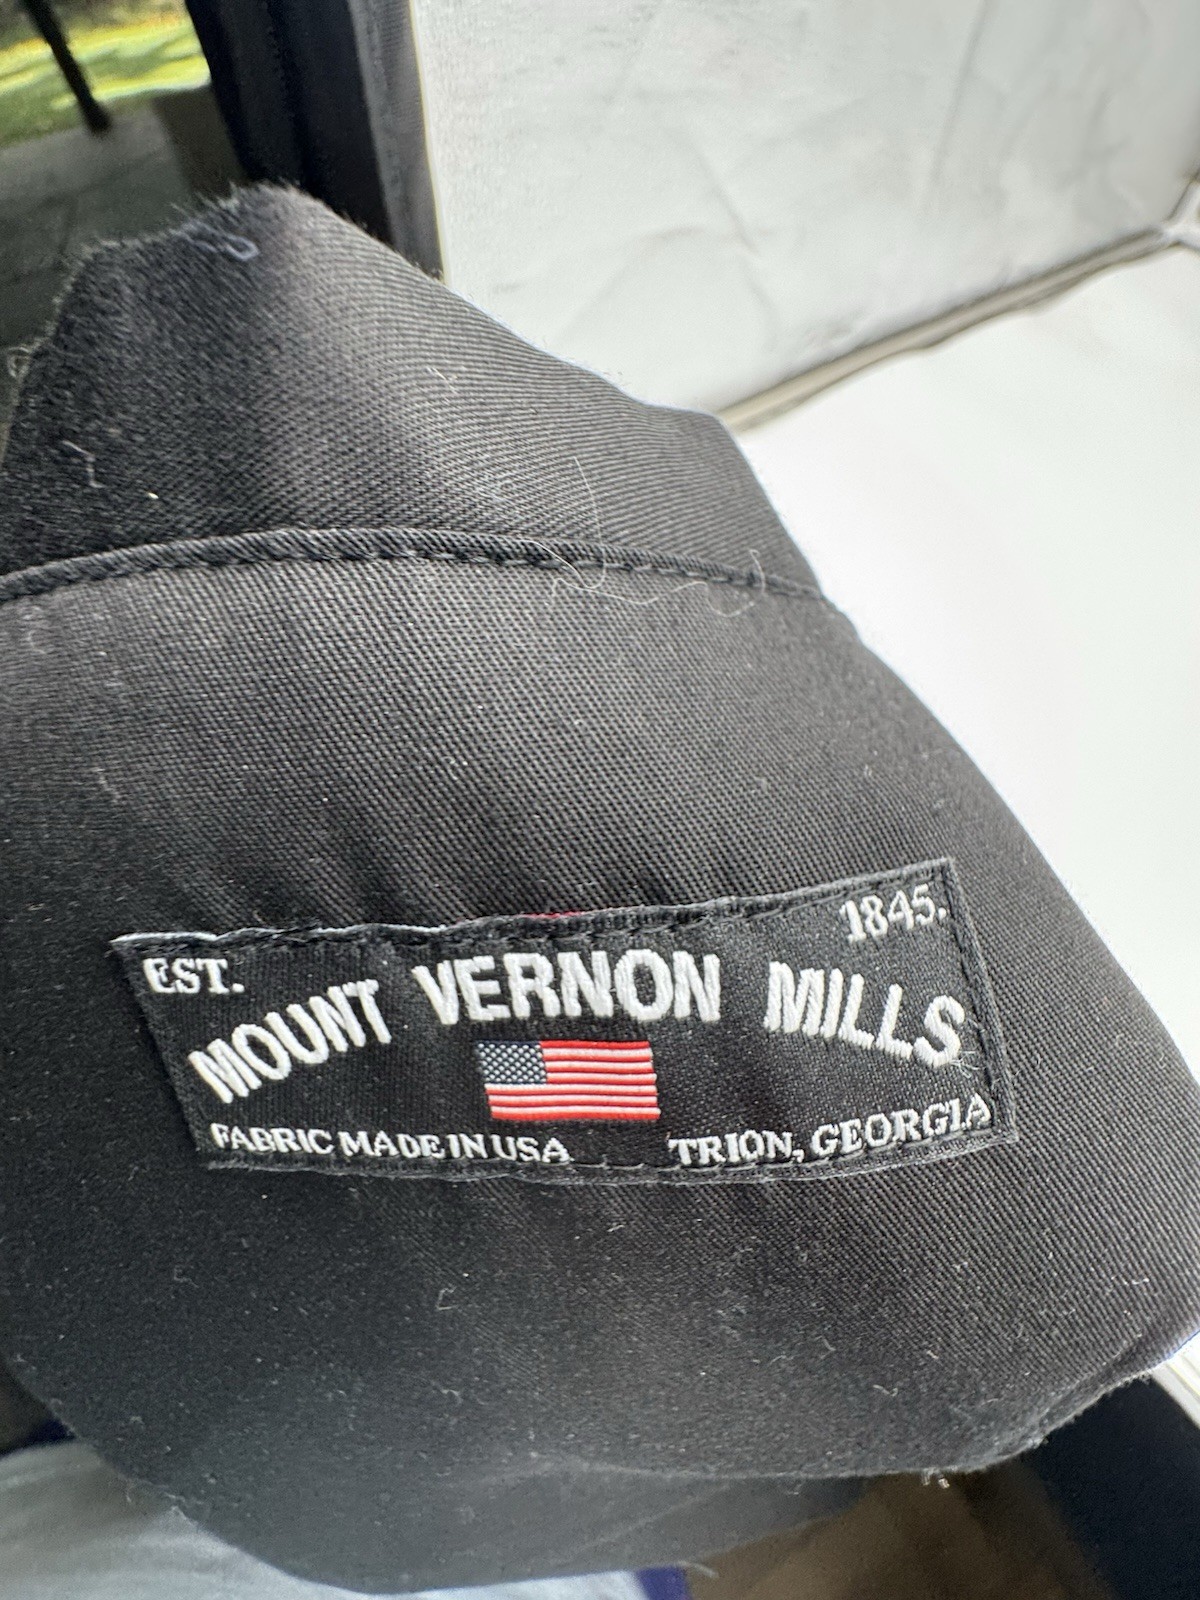 EST. 1845.
MOUNT VERNON MILLS
FABRIC MADE IN USA TRION, GEORGIA